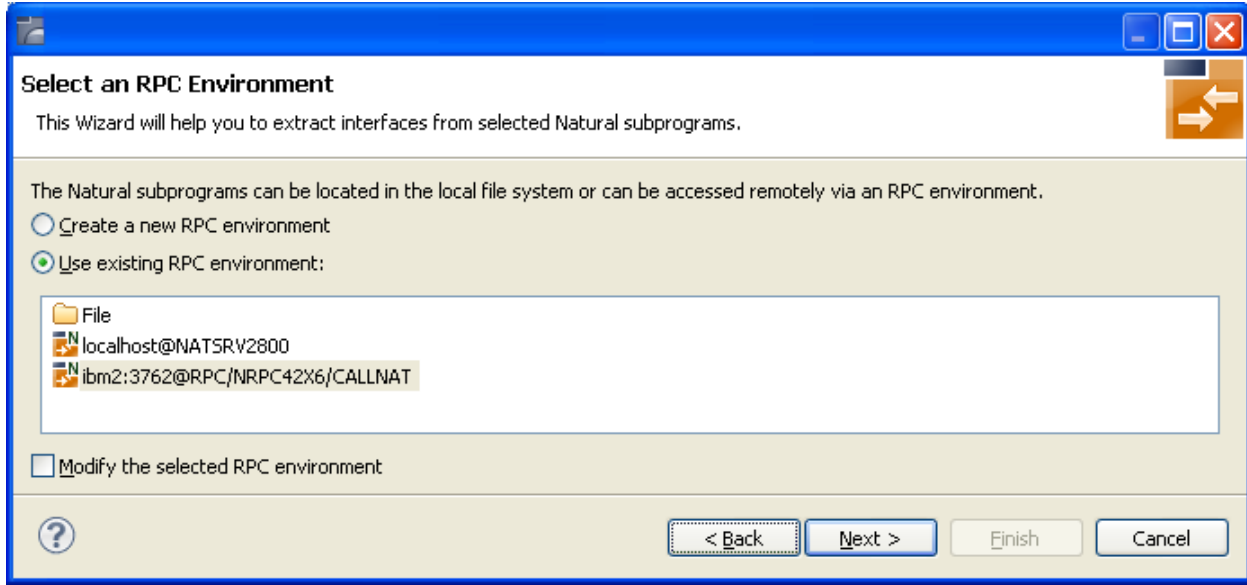 Select an RPC Environment
This Wizard will help you to extract interfaces from selected Natural subprograms.
The Natural subprograms can be located in the local file system or can be accessed remotely via an RPC environment.
Create a new RPC environment
Use existing RPC environment:
File
N localhost@NATSRV2800
N ibm2:3762@RPC/NRPC42X6/CALLNAT
Modify the selected RPC environment
? < Back Next > Finish Cancel